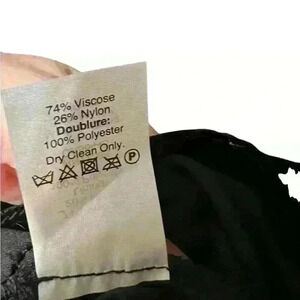 74% Viscose
26% Nylon
Doublure:
100% Polyester
Dry Clean Only.
P